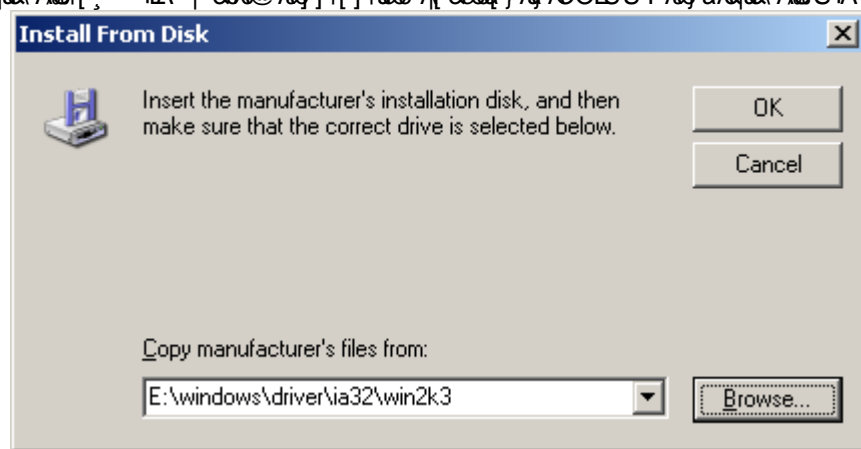 Install From Disk
Insert the manufacturer's installation disk, and then
make sure that the correct drive is selected below.
OK
Cancel
Copy manufacturer's files from:
E:\windows\driver\ia32\win2k3
Browse...